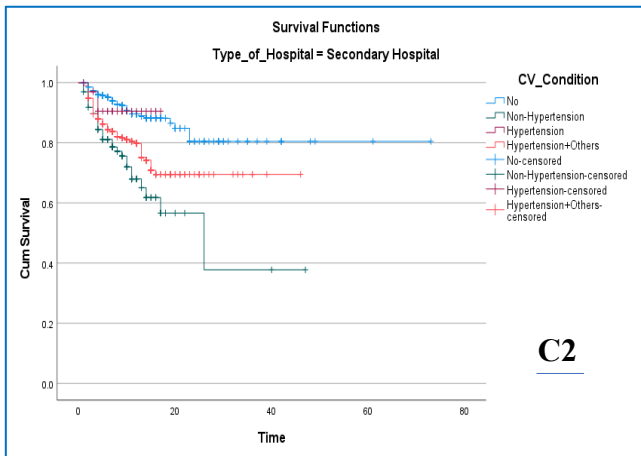 Survival Functions
Type_of_Hospital = Secondary Hospital
CV_Condition
No
Non-Hypertension
Hypertension
Hypertension+Others
No-censored
Non-Hypertension-censored
Hypertension-censored
Hypertension+Others-
censored
Cum Survival
1.0
0.8
0.6
0.4
0.2
0.0
0
20
40
60
80
Time
C2